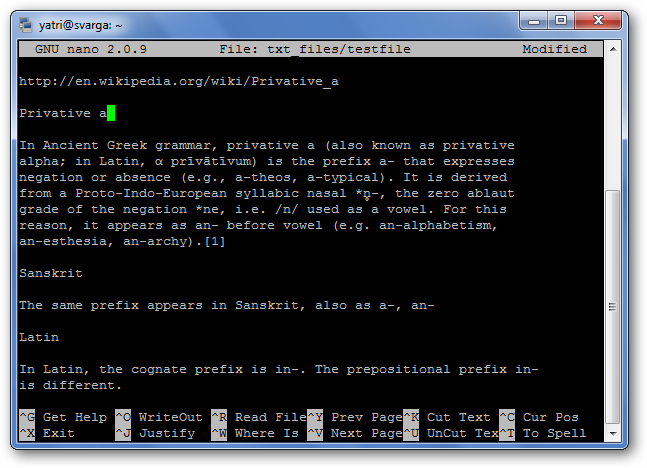 yatri@svarga: ~
GNU nano 2.0.9 File: txt_files/testfile Modified
http://en.wikipedia.org/wiki/Privative_a
Privative a
In Ancient Greek grammar, privative a (also known as privative
alpha; in Latin, α prīvātīvum) is the prefix a- that expresses
negation or absence (e.g., a-theos, a-typical). It is derived
from a Proto-Indo-European syllabic nasal *n̥-, the zero ablaut
grade of the negation *ne, i.e. /n/ used as a vowel. For this
reason, it appears as an- before vowel (e.g. an-alphabetism,
an-esthesia, an-archy).[1]
Sanskrit
The same prefix appears in Sanskrit, also as a-, an-
Latin
In Latin, the cognate prefix is in-. The prepositional prefix in-
is different.
^G Get Help ^O WriteOut ^R Read File ^Y Prev Page ^K Cut Text ^C Cur Pos
^X Exit ^J Justify ^W Where Is ^V Next Page ^U UnCut Tex ^T To Spell